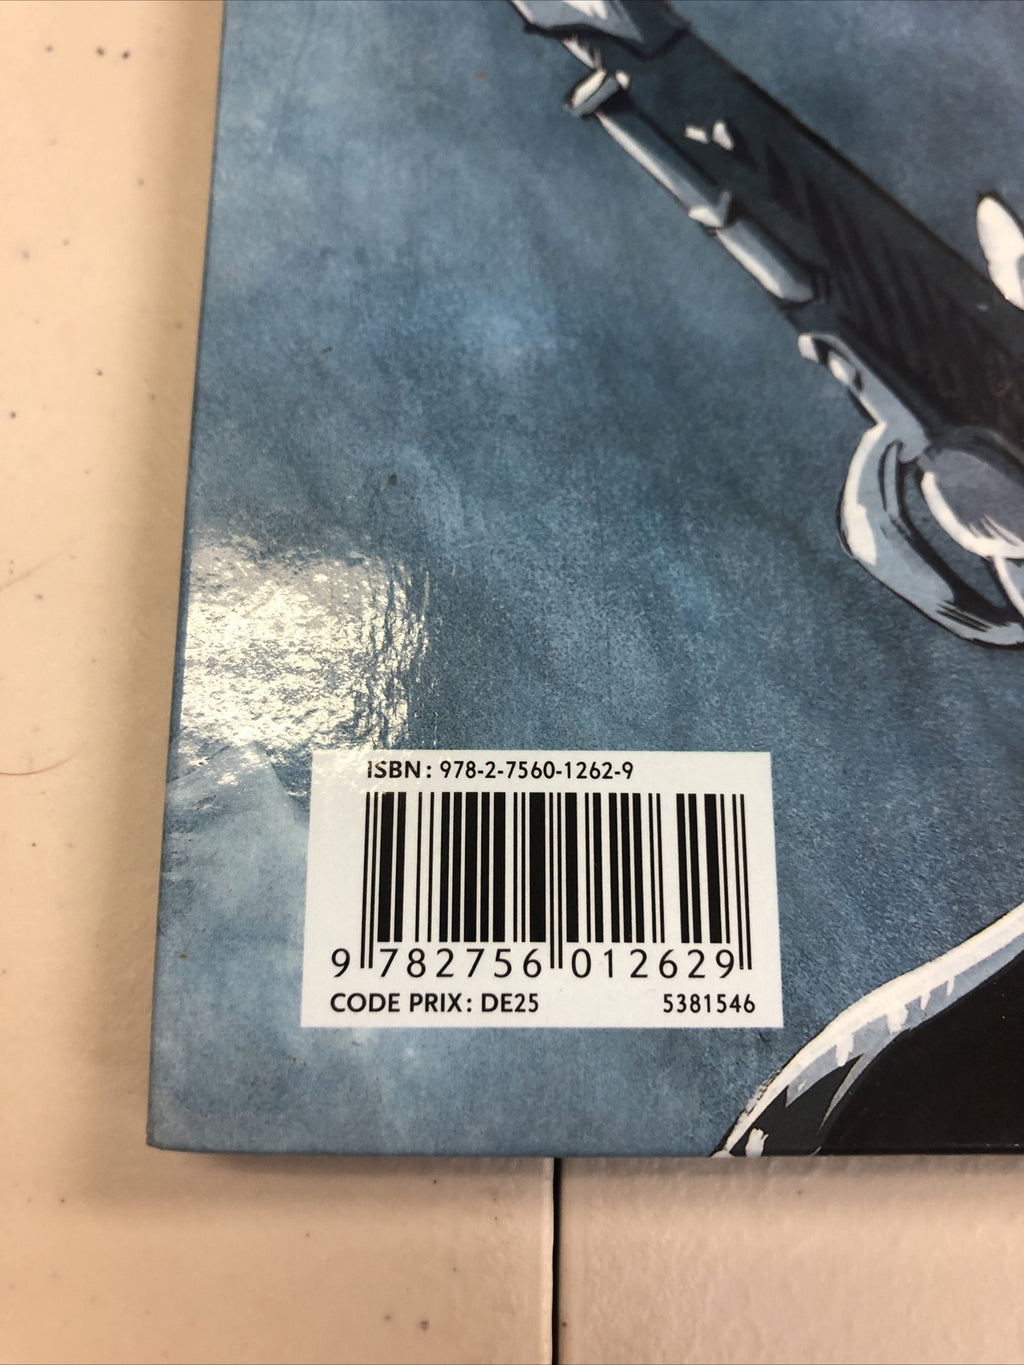 ISBN : 978-2-7560-1262-9
9 782756 012629
CODE PRIX : DE25 5381546